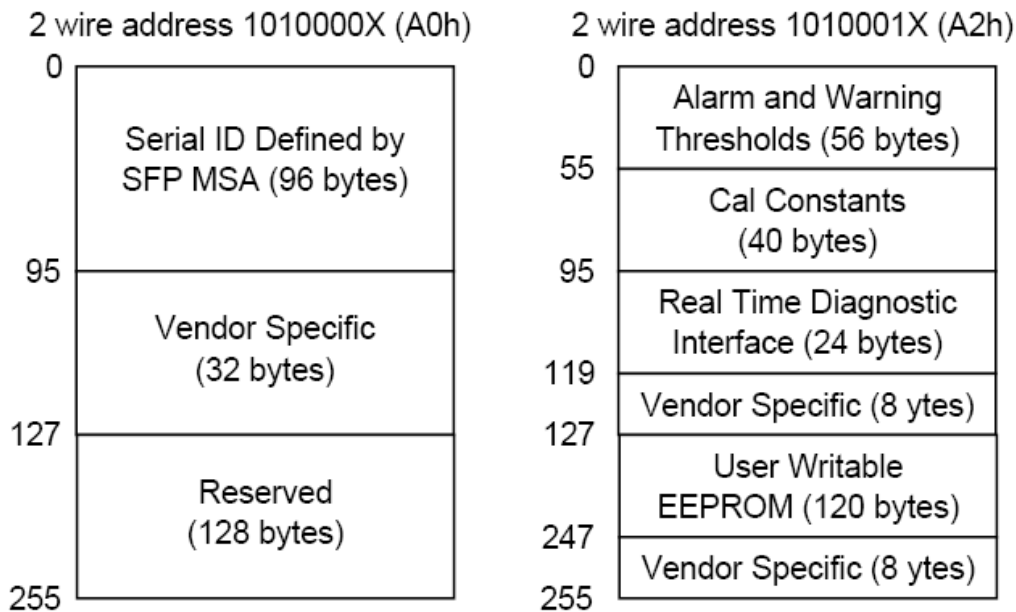 2 wire address 1010000X (A0h)
0
Serial ID Defined by
SFP MSA (96 bytes)
95
Vendor Specific
(32 bytes)
127
Reserved
(128 bytes)
255
2 wire address 1010001X (A2h)
0
Alarm and Warning
Thresholds (56 bytes)
55
Cal Constants
(40 bytes)
95
Real Time Diagnostic
Interface (24 bytes)
119
Vendor Specific (8 ytes)
127
User Writable
EEPROM (120 bytes)
247
Vendor Specific (8 ytes)
255